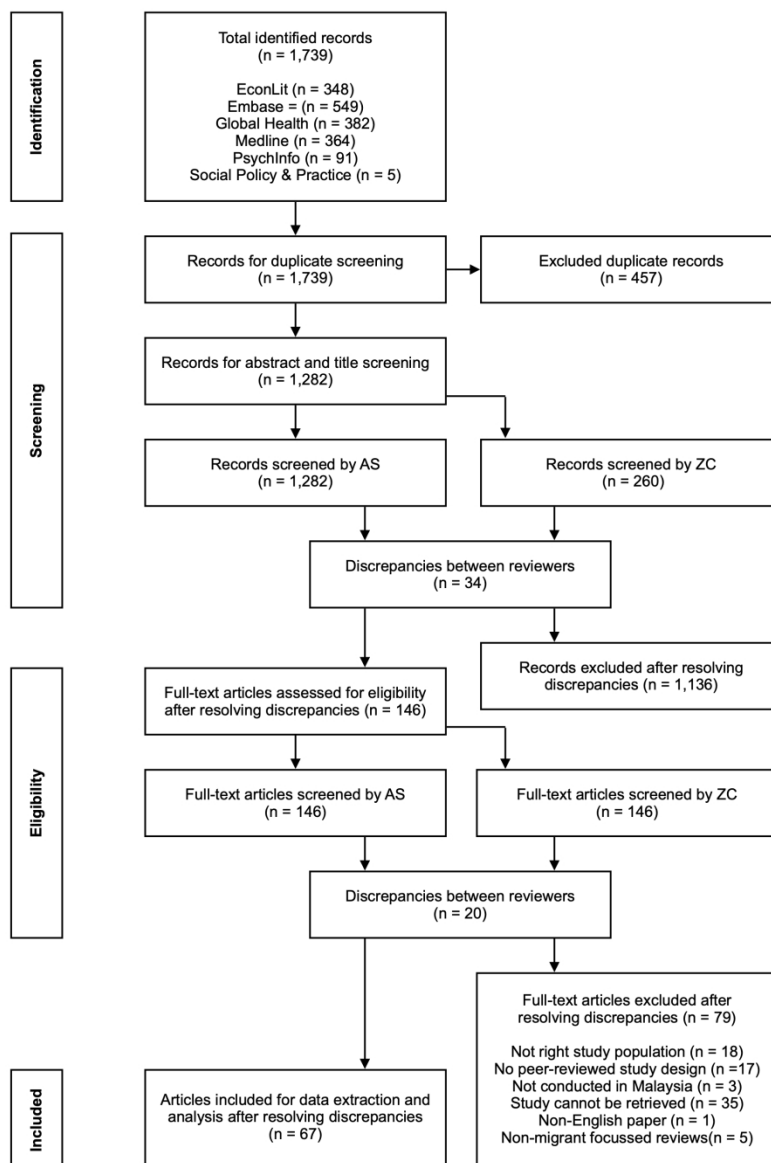 Identification
Total identified records
(n = 1,739)
EconLit (n = 348)
Embase = (n = 549)
Global Health (n = 382)
Medline (n = 364)
PsychInfo (n = 91)
Social Policy & Practice (n = 5)
Screening
Records for duplicate screening
(n = 1,739)
Excluded duplicate records
(n = 457)
Records for abstract and title screening
(n = 1,282)
Records screened by AS
(n = 1,282)
Records screened by ZC
(n = 260)
Discrepancies between reviewers
(n = 34)
Records excluded after resolving
discrepancies (n = 1,136)
Eligibility
Full-text articles assessed for eligibility
after resolving discrepancies (n = 146)
Full-text articles screened by AS
(n = 146)
Full-text articles screened by ZC
(n = 146)
Discrepancies between reviewers
(n = 20)
Full-text articles excluded after
resolving discrepancies (n = 79)
Not right study population (n = 18)
No peer-reviewed study design (n =17)
Not conducted in Malaysia (n = 3)
Study cannot be retrieved (n = 35)
Non-English paper (n = 1)
Non-migrant focussed reviews(n = 5)
Included
Articles included for data extraction and
analysis after resolving discrepancies
(n = 67)